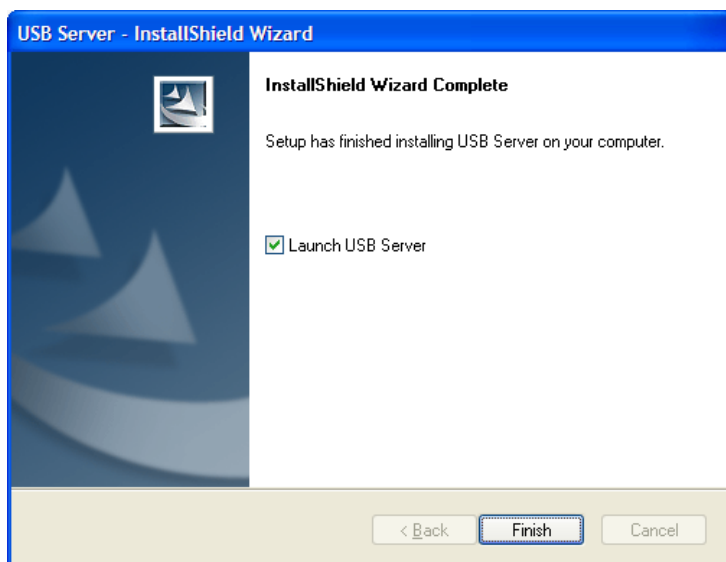 USB Server - InstallShield Wizard
InstallShield Wizard Complete
Setup has finished installing USB Server on your computer.
Launch USB Server
< Back
Finish
Cancel